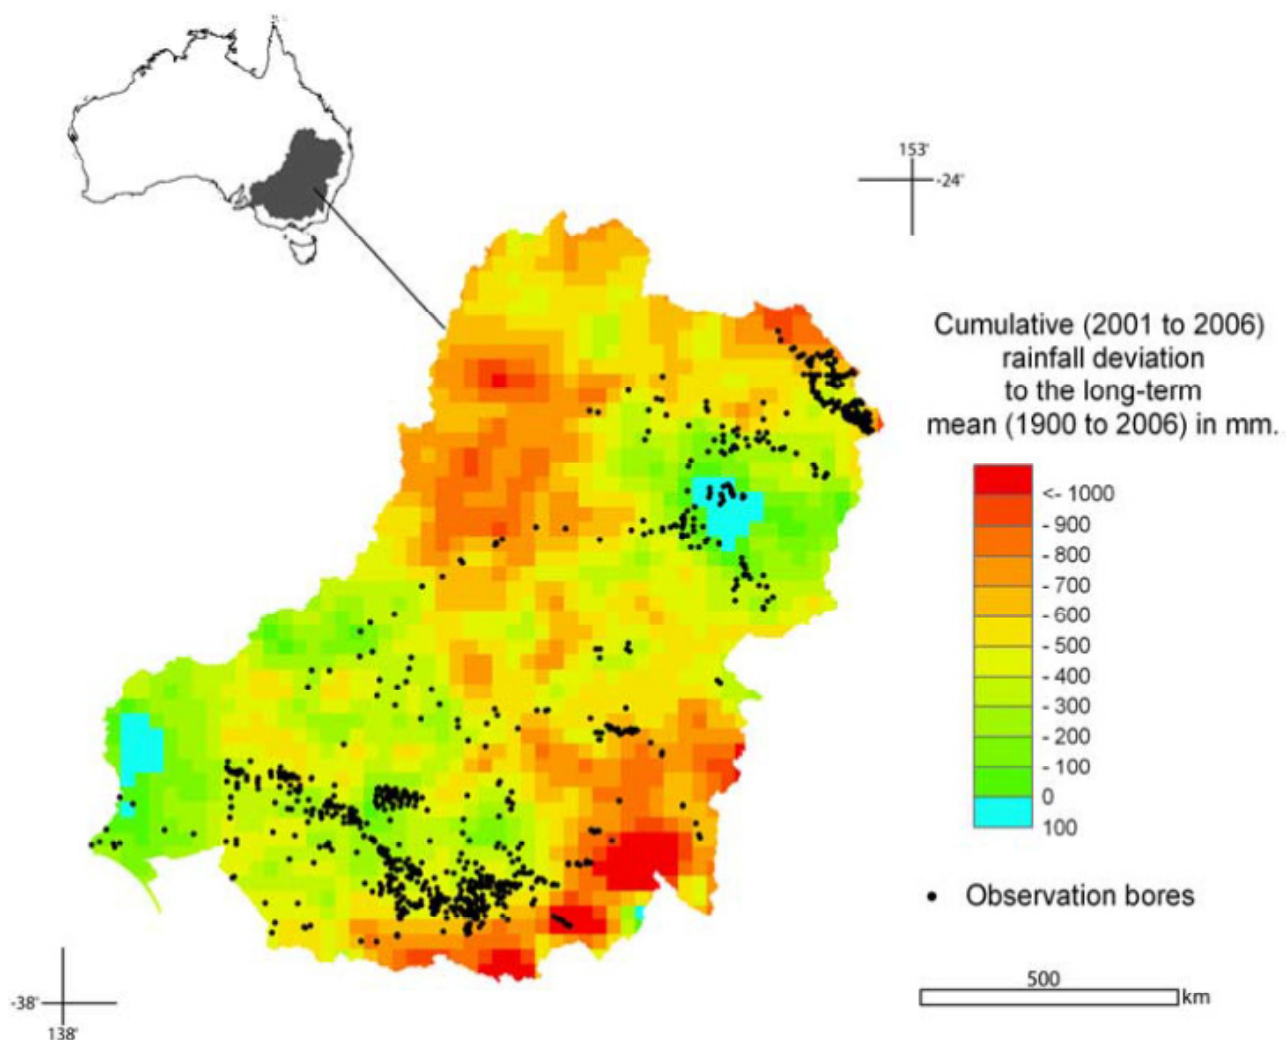 153'
-24'
Cumulative (2001 to 2006)
rainfall deviation
to the long-term
mean (1900 to 2006) in mm.
<- 1000
- 900
- 800
- 700
- 600
- 500
- 400
- 300
- 200
- 100
0
100
• Observation bores
500
km
-38'
138'